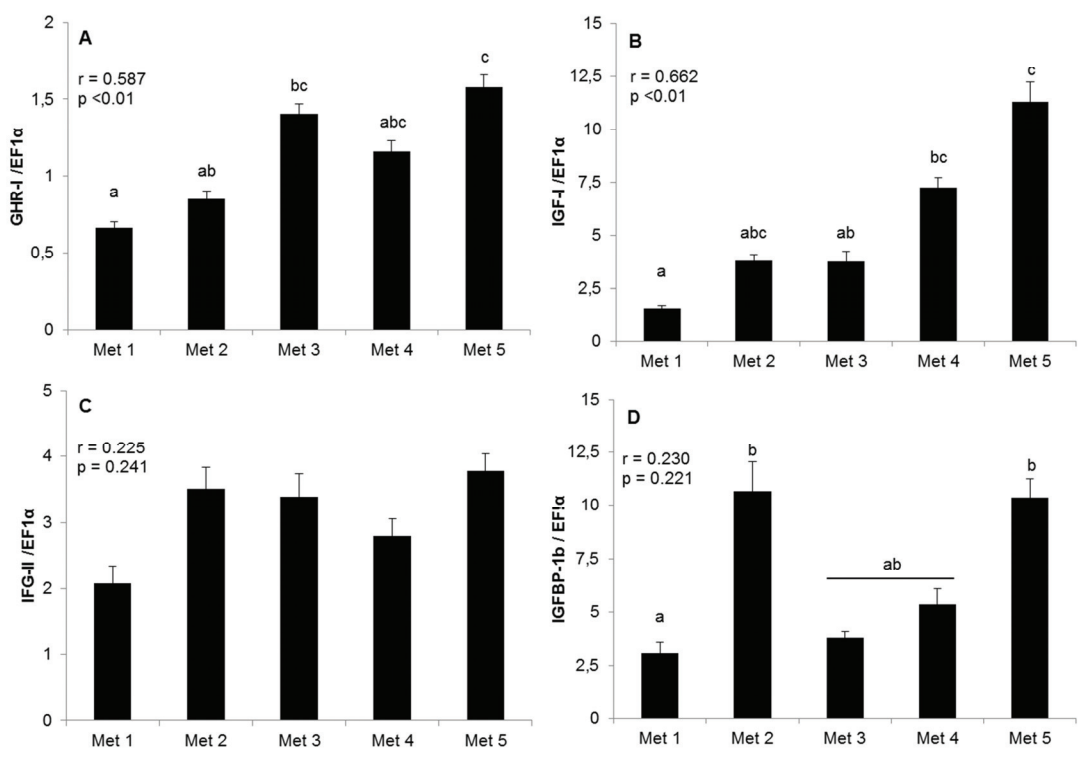 A
r = 0.587
p <0.01
GHR-I /EF1α
2
1,5
1
0,5
0
a
ab
bc
abc
c
Met 1 Met 2 Met 3 Met 4 Met 5
B
r = 0.662
p <0.01
IGF-I /EF1α
15
12,5
11
7,5
5
2,5
0
a
abc
ab
bc
c
Met 1 Met 2 Met 3 Met 4 Met 5
C
r = 0.225
p = 0.241
IFG-II /EF1α
5
4
3
2
1
0
Met 1 Met 2 Met 3 Met 4 Met 5
D
r = 0.230
p = 0.221
IGFBP-1b / EF!α
15
12,5
10
7,5
5
2,5
0
a
b
ab
b
Met 1 Met 2 Met 3 Met 4 Met 5